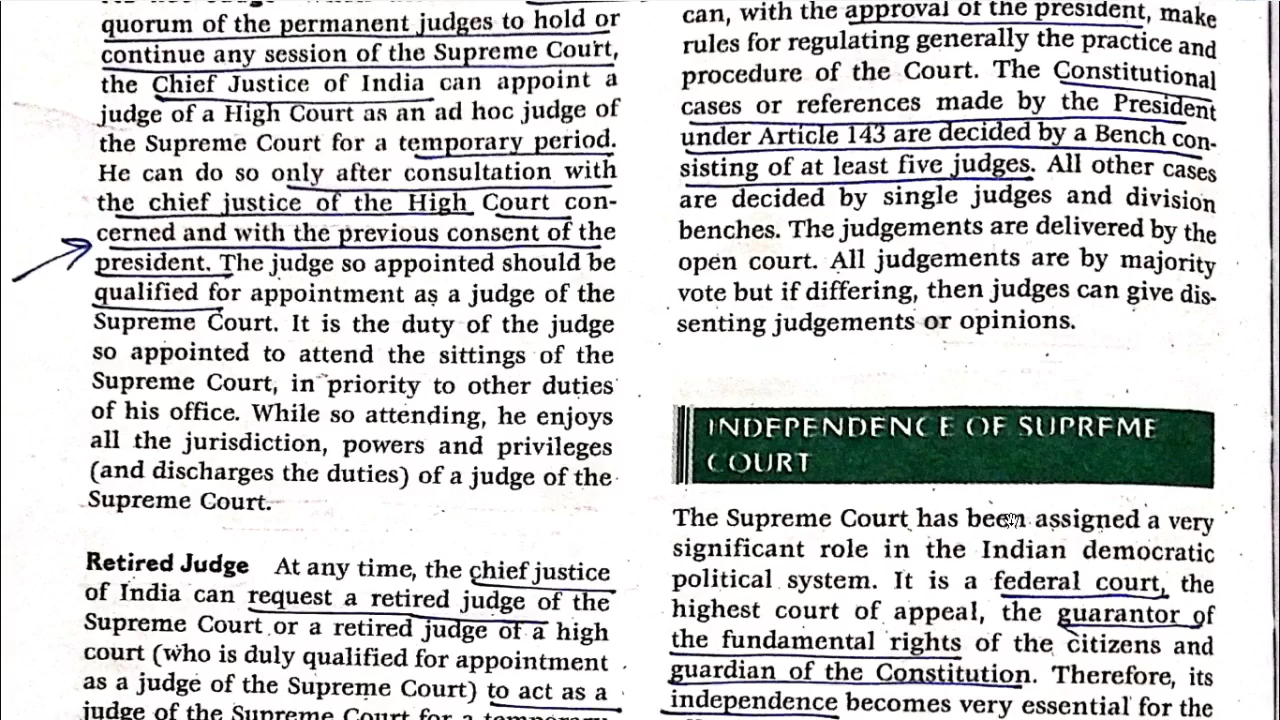 quorum of the permanent judges to hold or
continue any session of the Supreme Court,
the Chief Justice of India can appoint a
judge of a High Court as an ad hoc judge of
the Supreme Court for a temporary period.
He can do so only after consultation with
the chief justice of the High Court con-
cerned and with the previous consent of the
president. The judge so appointed should be
qualified for appointment as a judge of the
Supreme Court. It is the duty of the judge
so appointed to attend the sittings of the
Supreme Court, in priority to other duties
of his office. While so attending, he enjoys
all the jurisdiction, powers and privileges
(and discharges the duties) of a judge of the
Supreme Court.
Retired Judge At any time, the chief justice
of India can request a retired judge of the
Supreme Court or a retired judge of a high
court (who is duly qualified for appointment
as a judge of the Supreme Court) to act as a
judge of the Supreme Court for a temporary
can, with the approval of the president, make
rules for regulating generally the practice and
procedure of the Court. The Constitutional
cases or references made by the President
under Article 143 are decided by a Bench con-
sisting of at least five judges. All other cases
are decided by single judges and division
benches. The judgements are delivered by the
open court. All judgements are by majority
vote but if differing, then judges can give dis-
senting judgements or opinions.
INDEPENDENCE OF SUPREME
COURT
The Supreme Court has been assigned a very
significant role in the Indian democratic
political system. It is a federal court, the
highest court of appeal, the guarantor of
the fundamental rights of the citizens and
guardian of the Constitution. Therefore, its
independence becomes very essential for the